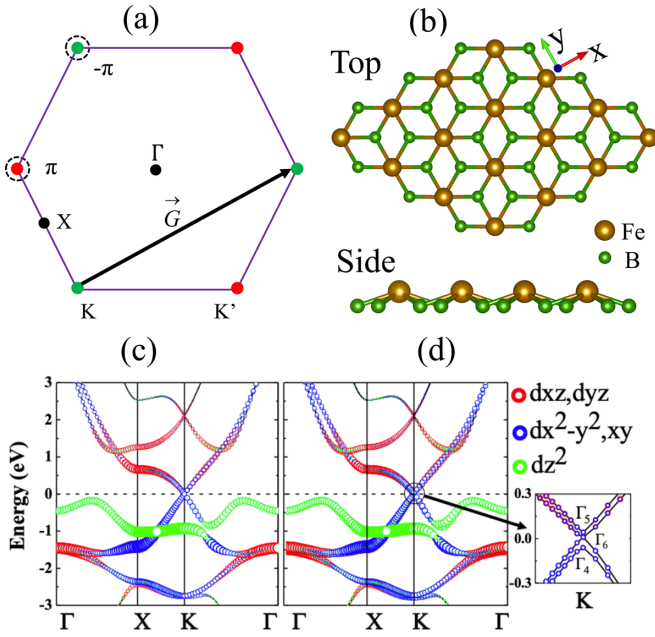 (a)
-π
Γ
π
X
G
K
K'
(b)
Top
y
x
Fe
B
Side
(c)
(d)
3
2
1
0
-1
-2
-3
Energy (eV)
Γ
X
K
Γ
Γ
X
K
Γ
dxz,dyz
dx²-y²,xy
dz²
0.3
0.0
-0.3
Γ₅
Γ₆
Γ₄
K